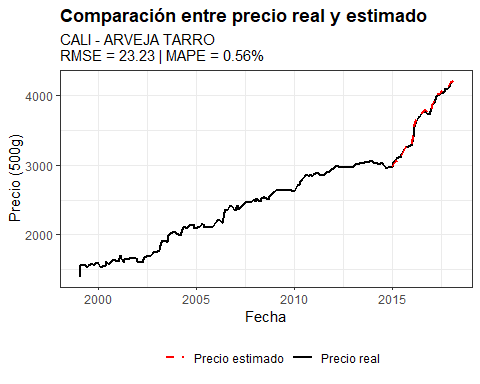 Comparación entre precio real y estimado
CALI - ARVEJA TARRO
RMSE = 23.23 | MAPE = 0.56%
Precio (500g)
4000
3000
2000
2000
2005
2010
2015
Fecha
Precio estimado
Precio real